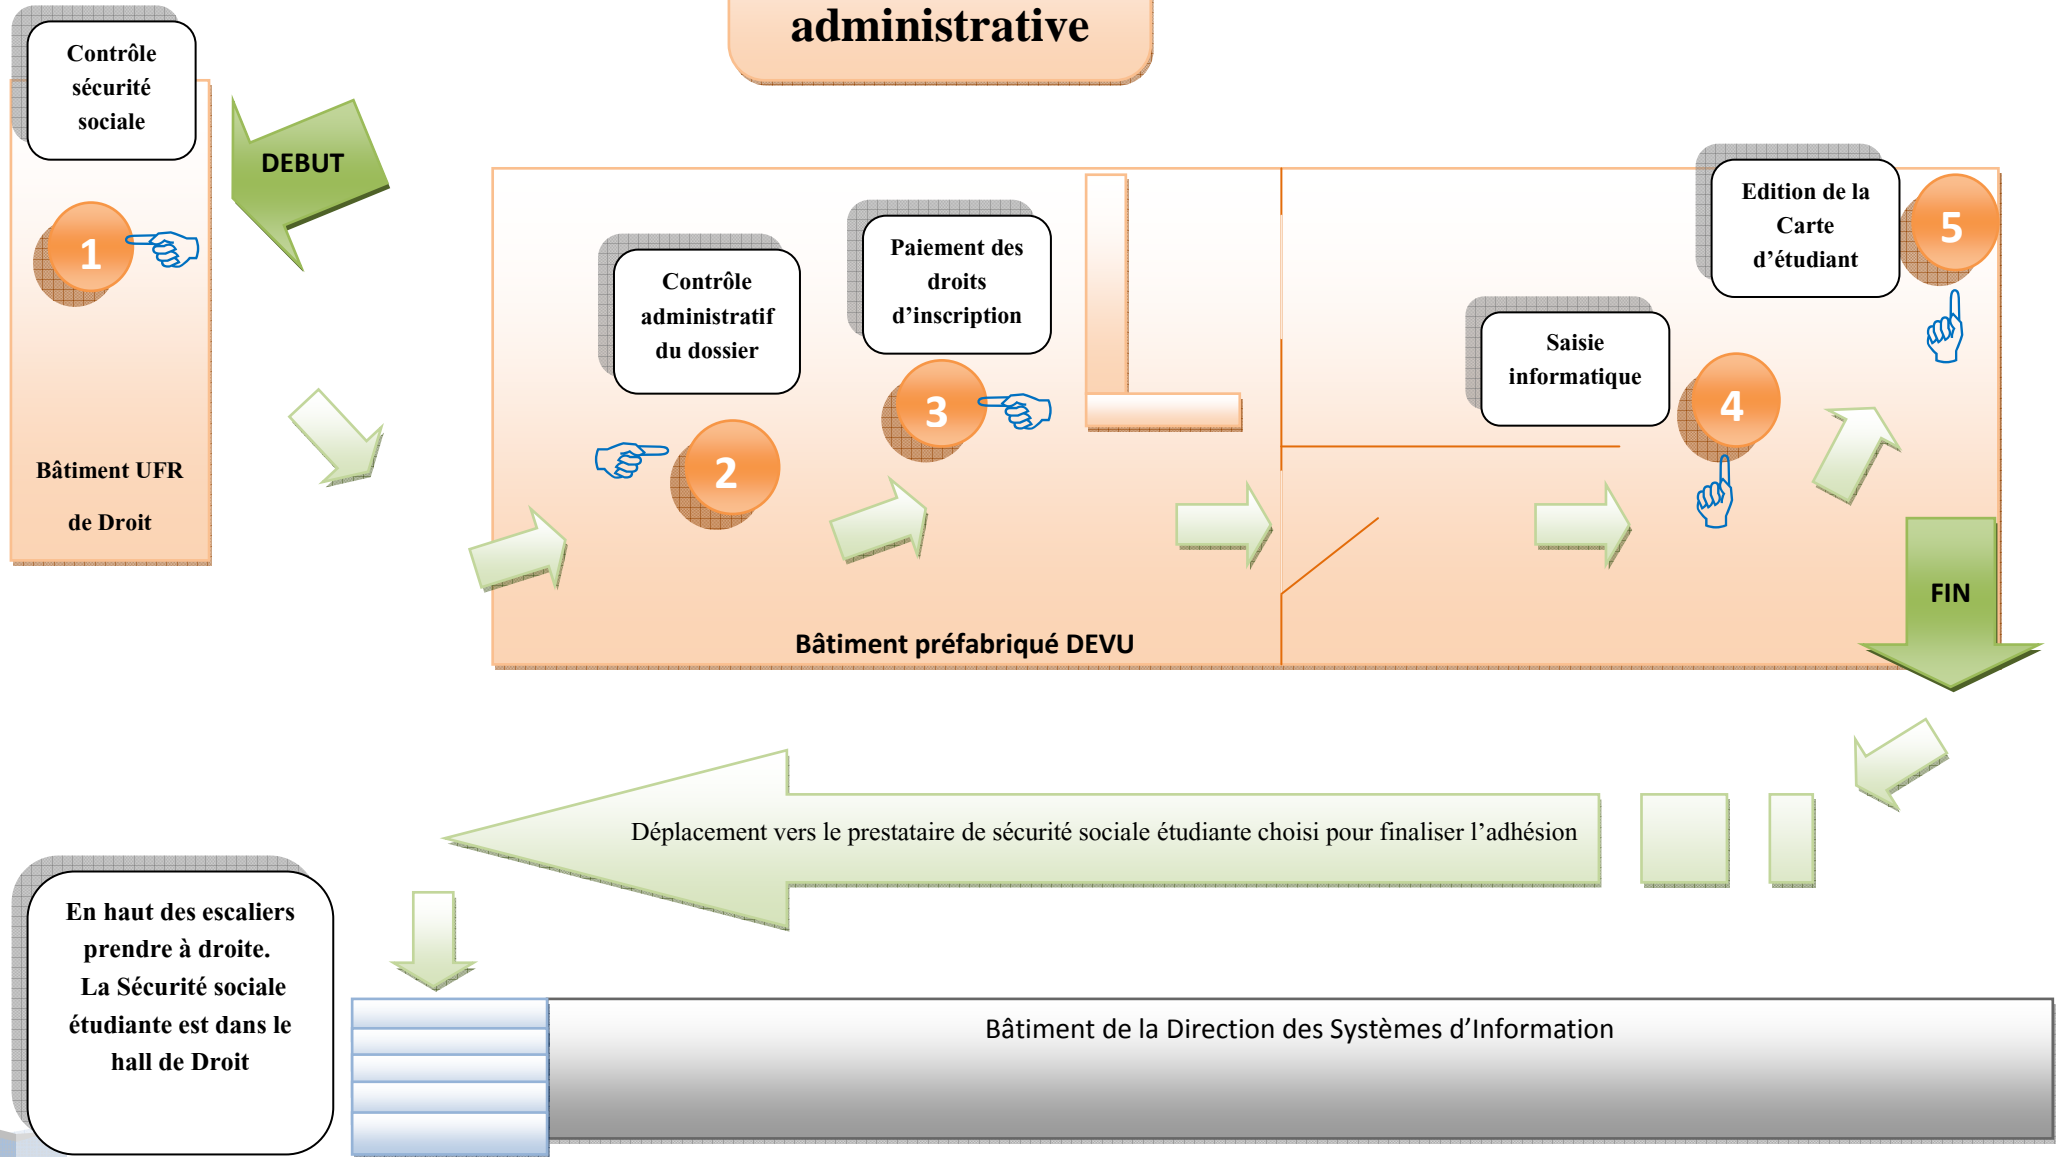 administrative
Contrôle
sécurité
sociale
DEBUT
1
Bâtiment UFR
de Droit
Contrôle
administratif
du dossier
2
Paiement des
droits
d’inscription
3
Saisie
informatique
4
Edition de la
Carte
d’étudiant
5
Bâtiment préfabriqué DEVU
FIN
Déplacement vers le prestataire de sécurité sociale étudiante choisi pour finaliser l’adhésion
En haut des escaliers
prendre à droite.
La Sécurité sociale
étudiante est dans le
hall de Droit
Bâtiment de la Direction des Systèmes d’Information